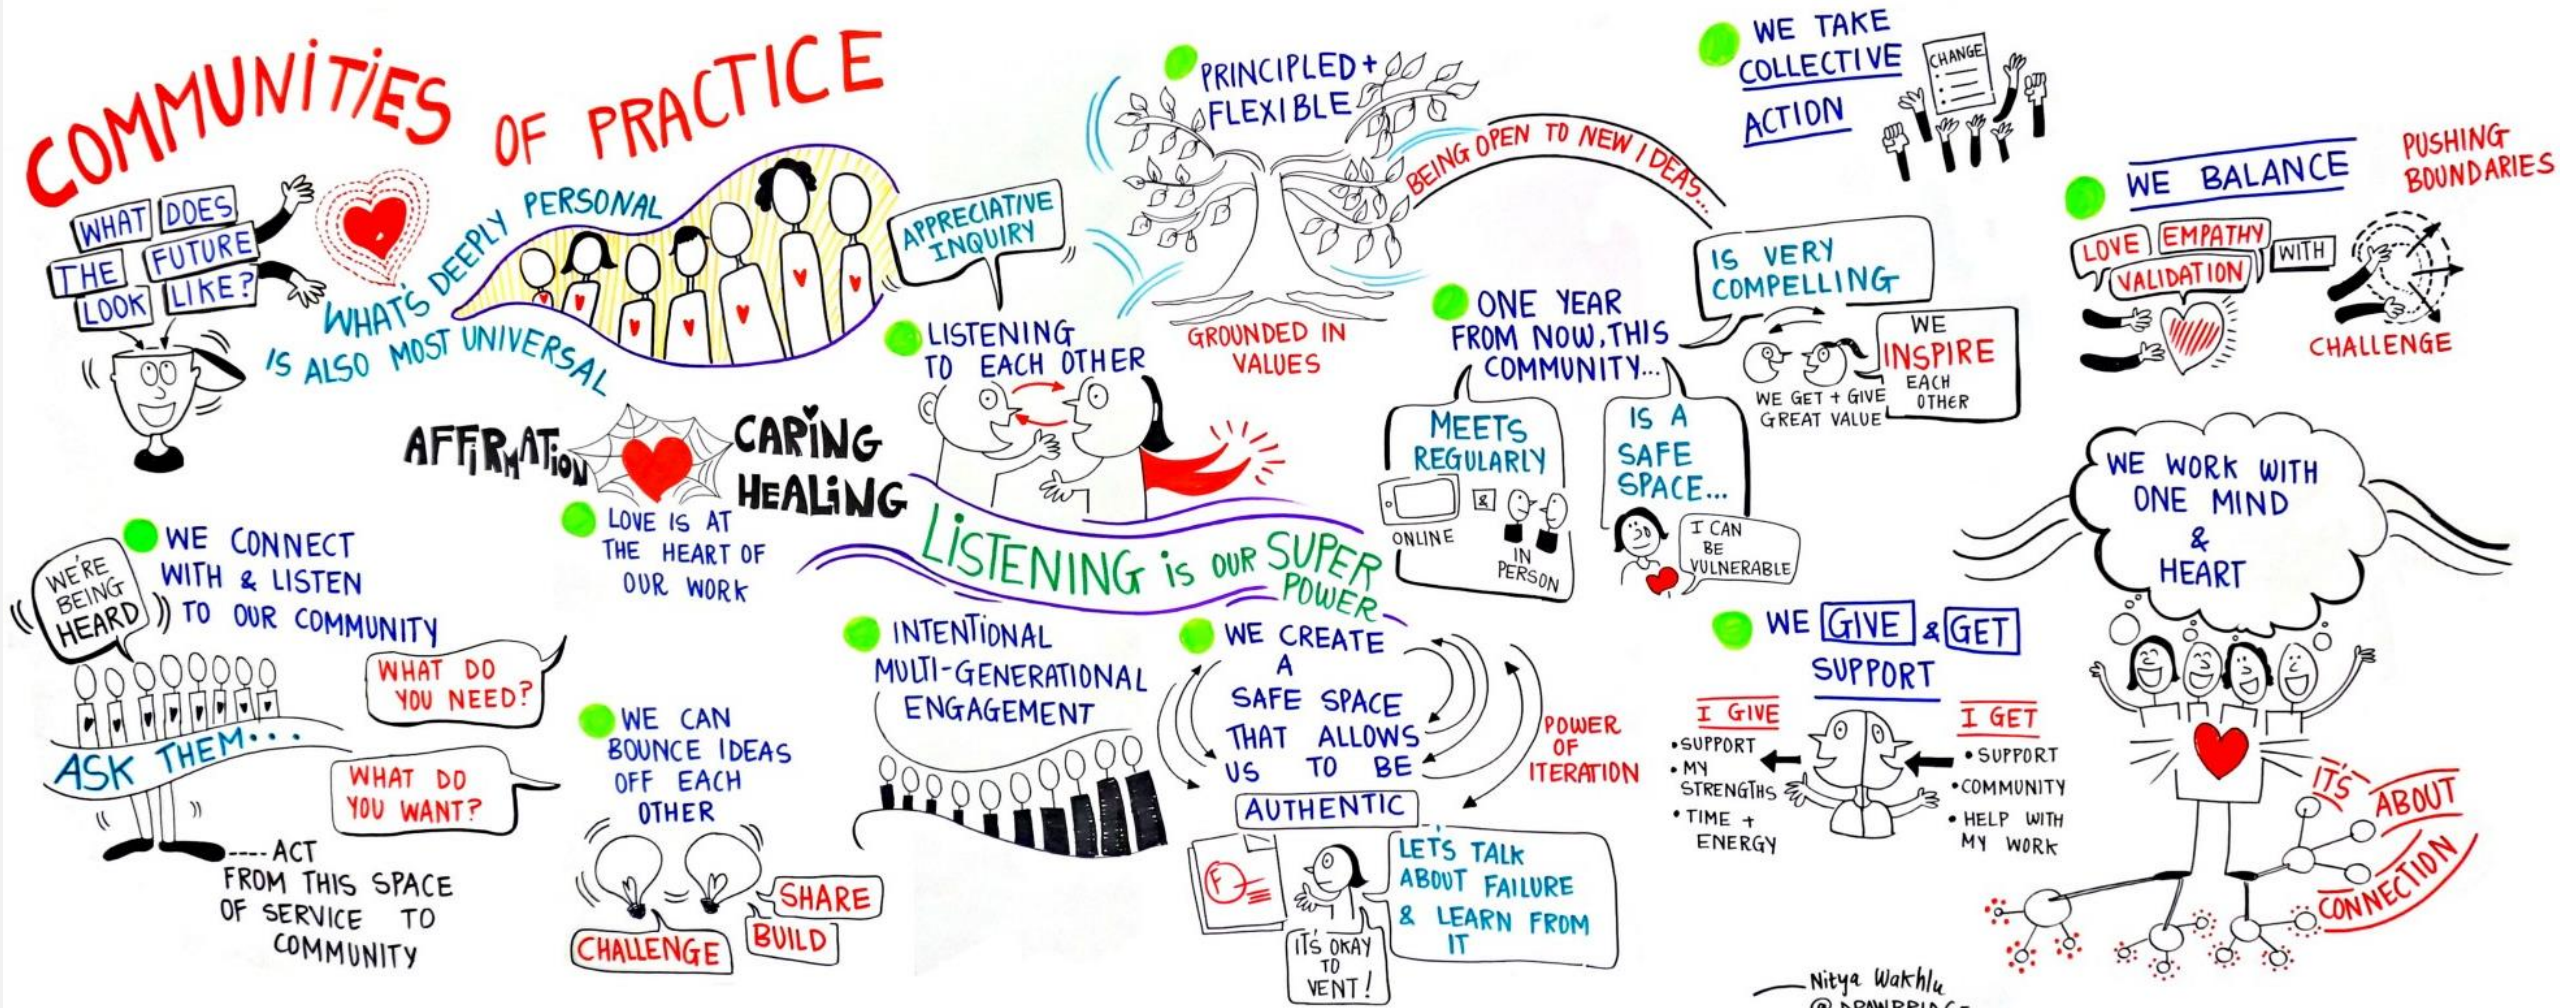 COMMUNITIES OF PRACTICE
WHAT DOES
THE FUTURE
LOOK LIKE?
WHAT'S DEEPLY PERSONAL
IS ALSO MOST UNIVERSAL
APPRECIATIVE
INQUIRY
LISTENING
TO EACH OTHER
AFFIRMATION
CARING
HEALING
LOVE IS AT
THE HEART OF
OUR WORK
LISTENING is OUR SUPER
POWER
WE'RE
BEING
HEARD
WE CONNECT
WITH & LISTEN
TO OUR COMMUNITY
WHAT DO
YOU NEED?
ASK THEM...
WHAT DO
YOU WANT?
---- ACT
FROM THIS SPACE
OF SERVICE TO
COMMUNITY
WE CAN
BOUNCE IDEAS
OFF EACH
OTHER
SHARE
BUILD
CHALLENGE
INTENTIONAL
MULTI-GENERATIONAL
ENGAGEMENT
WE CREATE
A
SAFE SPACE
THAT ALLOWS
US TO BE
AUTHENTIC
POWER
OF
ITERATION
F
LET'S TALK
ABOUT FAILURE
& LEARN FROM
IT
IT'S OKAY
TO
VENT!
PRINCIPLED +
FLEXIBLE
GROUNDED IN
VALUES
BEING OPEN TO NEW IDEAS...
WE TAKE
COLLECTIVE
ACTION
CHANGE
ONE YEAR
FROM NOW, THIS
COMMUNITY...
IS VERY
COMPELLING
WE
INSPIRE
EACH
OTHER
WE GET + GIVE
GREAT VALUE
MEETS
REGULARLY
ONLINE
&
IN
PERSON
IS A
SAFE
SPACE...
I CAN
BE
VULNERABLE
WE BALANCE
LOVE EMPATHY
VALIDATION
WITH
PUSHING
BOUNDARIES
CHALLENGE
WE GIVE & GET
SUPPORT
I GIVE
• SUPPORT
• MY
STRENGTHS
• TIME +
ENERGY
I GET
• SUPPORT
• COMMUNITY
• HELP WITH
MY WORK
WE WORK WITH
ONE MIND
&
HEART
IT'S ABOUT
CONNECTION
Nitya Wakhlu